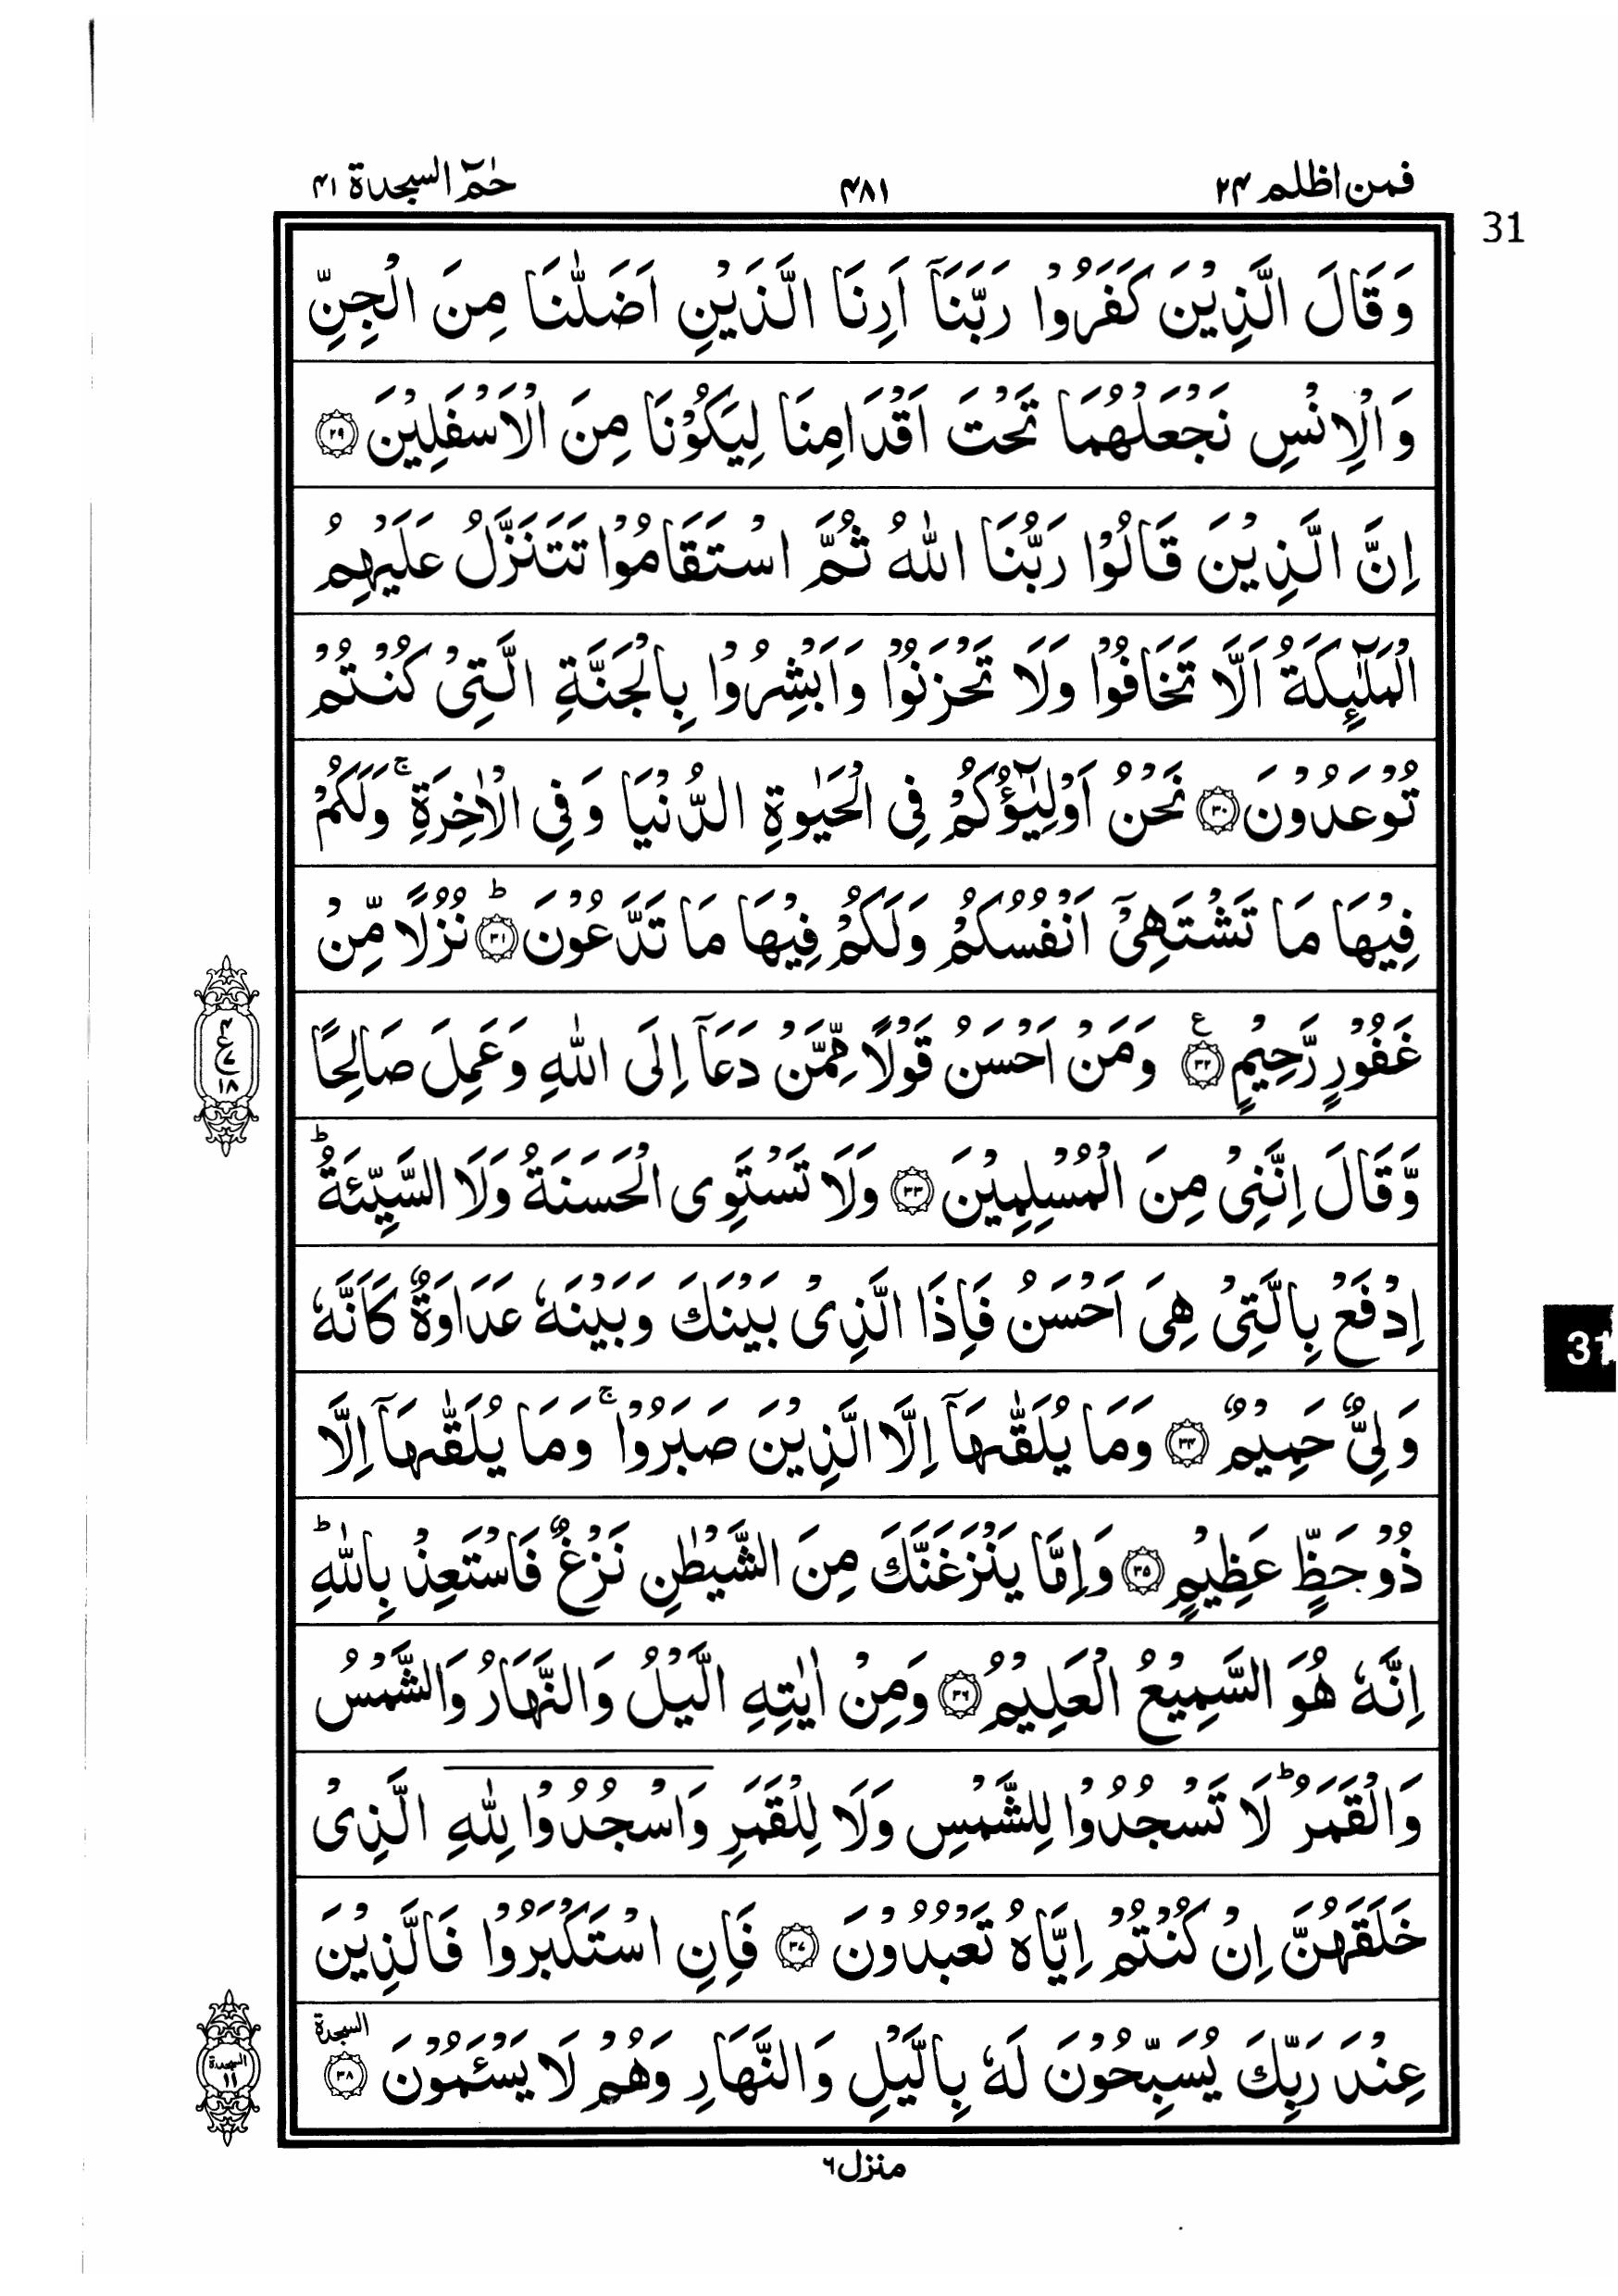 فمن اظلم ۲۴ ۴۸۱ حٰمٓ السجدة ۴۱
31
وَقَالَ الَّذِيْنَ كَفَرُوْا رَبَّنَاۤ اَرِنَا الَّذَيْنِ اَضَلّٰنَا مِنَ الْجِنِّ
وَالْاِنْسِ نَجْعَلْهُمَا تَحْتَ اَقْدَامِنَا لِيَكُوْنَا مِنَ الْاَسْفَلِيْنَ ۲۹
اِنَّ الَّذِيْنَ قَالُوْا رَبُّنَا اللّٰهُ ثُمَّ اسْتَقَامُوْا تَتَنَزَّلُ عَلَيْهِمُ
الْمَلٰٓئِكَةُ اَلَّا تَخَافُوْا وَلَا تَحْزَنُوْا وَاَبْشِرُوْا بِالْجَنَّةِ الَّتِيْ كُنْتُمْ
تُوْعَدُوْنَ ۳۰ نَحْنُ اَوْلِيٰٓؤُكُمْ فِى الْحَيٰوةِ الدُّنْيَا وَفِى الْاٰخِرَةِ ۚ وَلَكُمْ
فِيْهَا مَا تَشْتَهِيْۤ اَنْفُسُكُمْ وَلَكُمْ فِيْهَا مَا تَدَّعُوْنَ ؕ ۳۱ نُزُلًا مِّنْ
غَفُوْرٍ رَّحِيْمٍ ۳۲ ع وَمَنْ اَحْسَنُ قَوْلًا مِّمَّنْ دَعَاۤ اِلَى اللّٰهِ وَعَمِلَ صَالِحًا
ع ۴ ۷ ۱۸
وَّقَالَ اِنَّنِيْ مِنَ الْمُسْلِمِيْنَ ۳۳ وَلَا تَسْتَوِى الْحَسَنَةُ وَلَا السَّيِّئَةُ ؕ
اِدْفَعْ بِالَّتِيْ هِيَ اَحْسَنُ فَاِذَا الَّذِيْ بَيْنَكَ وَبَيْنَهٗ عَدَاوَةٌ كَاَنَّهٗ
31
وَلِيٌّ حَمِيْمٌ ۳۴ وَمَا يُلَقّٰىهَاۤ اِلَّا الَّذِيْنَ صَبَرُوْا ۚ وَمَا يُلَقّٰىهَاۤ اِلَّا
ذُوْ حَظٍّ عَظِيْمٍ ۳۵ وَاِمَّا يَنْزَغَنَّكَ مِنَ الشَّيْطٰنِ نَزْغٌ فَاسْتَعِذْ بِاللّٰهِ ؕ
اِنَّهٗ هُوَ السَّمِيْعُ الْعَلِيْمُ ۳۶ وَمِنْ اٰيٰتِهِ الَّيْلُ وَالنَّهَارُ وَالشَّمْسُ
وَالْقَمَرُ ؕ لَا تَسْجُدُوْا لِلشَّمْسِ وَلَا لِلْقَمَرِ وَاسْجُدُوْا لِلّٰهِ الَّذِيْ
خَلَقَهُنَّ اِنْ كُنْتُمْ اِيَّاهُ تَعْبُدُوْنَ ۳۷ فَاِنِ اسْتَكْبَرُوْا فَالَّذِيْنَ
عِنْدَ رَبِّكَ يُسَبِّحُوْنَ لَهٗ بِالَّيْلِ وَالنَّهَارِ وَهُمْ لَا يَسْـَٔمُوْنَ ۳۸ السجدة
السجدة ۱۱
منزل ۶